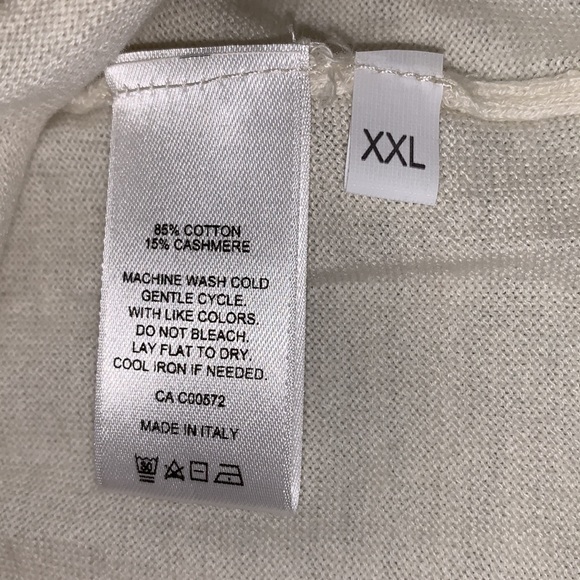 XXL
85% COTTON
15% CASHMERE
MACHINE WASH COLD
GENTLE CYCLE.
WITH LIKE COLORS.
DO NOT BLEACH.
LAY FLAT TO DRY.
COOL IRON IF NEEDED.
CA C00572
MADE IN ITALY